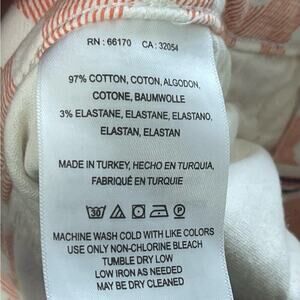 RN : 66170 CA : 32054
97% COTTON, COTON, ALGODON,
COTONE, BAUMWOLLE
3% ELASTANE, ELASTANE, ELASTANO,
ELASTAN, ELASTAN
MADE IN TURKEY, HECHO EN TURQUIA,
FABRIQUÉ EN TURQUIE
30 P
MACHINE WASH COLD WITH LIKE COLORS
USE ONLY NON-CHLORINE BLEACH
TUMBLE DRY LOW
LOW IRON AS NEEDED
MAY BE DRY CLEANED